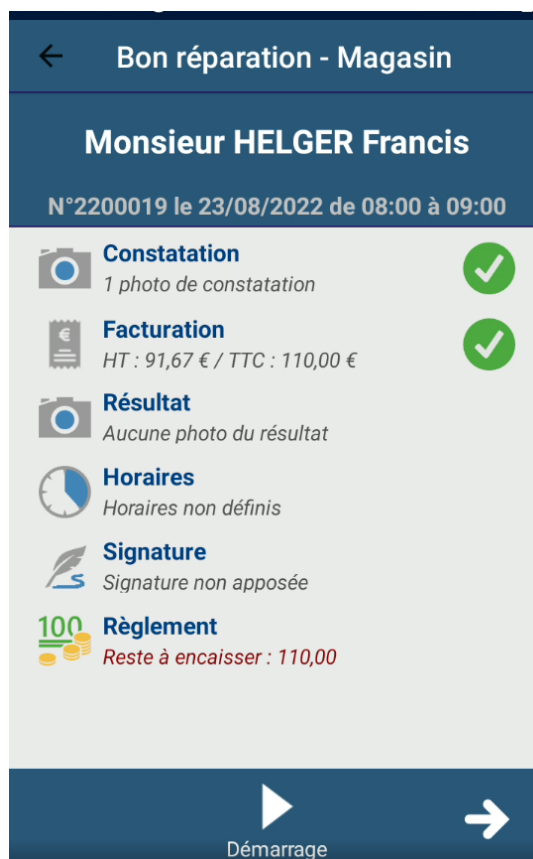 Bon réparation - Magasin
Monsieur HELGER Francis
N°2200019 le 23/08/2022 de 08:00 à 09:00
Constatation
1 photo de constatation
€
Facturation
HT : 91,67 € / TTC : 110,00 €
Résultat
Aucune photo du résultat
Horaires
Horaires non définis
Signature
Signature non apposée
100
Règlement
Reste à encaisser : 110,00
Démarrage